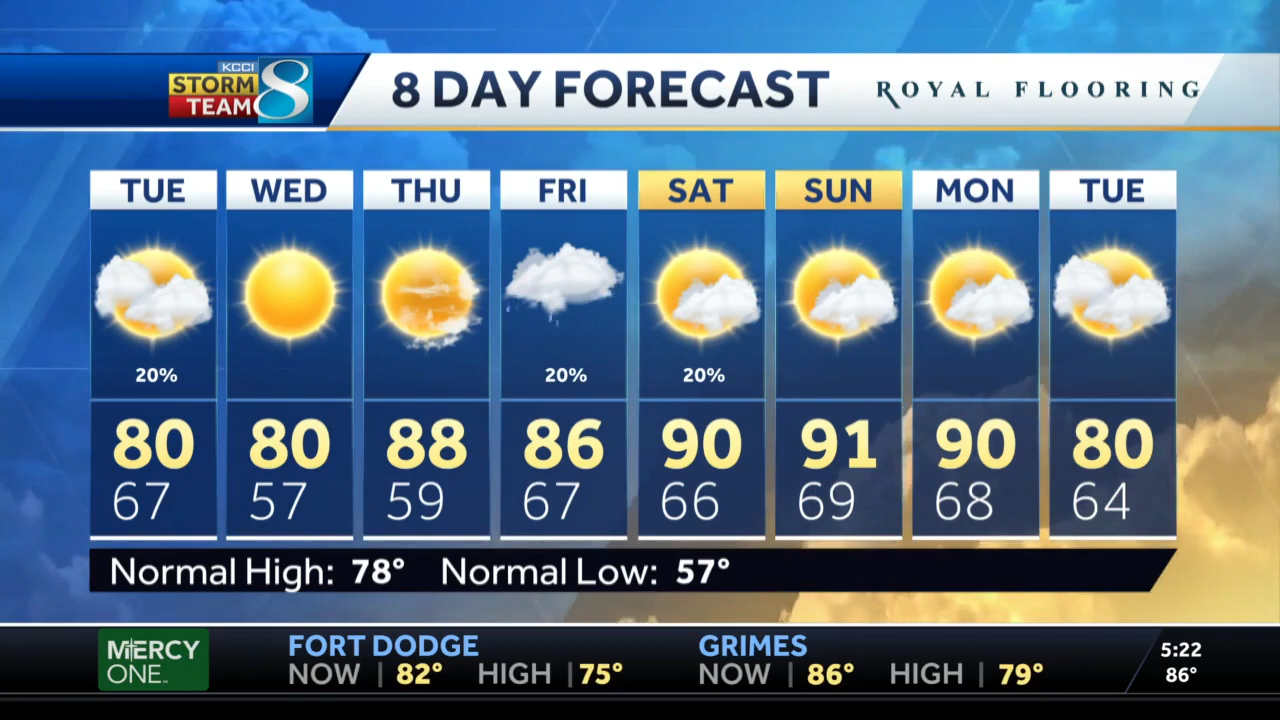 KCCI
STORM
TEAM 8
8 DAY FORECAST
ROYAL FLOORING
TUE WED THU FRI SAT SUN MON TUE
20% 20% 20%
80 80 88 86 90 91 90 80
67 57 59 67 66 69 68 64
Normal High: 78° Normal Low: 57°
MERCY
ONE
FORT DODGE
NOW | 82° HIGH | 75°
GRIMES
NOW | 86° HIGH | 79°
5:22
86°